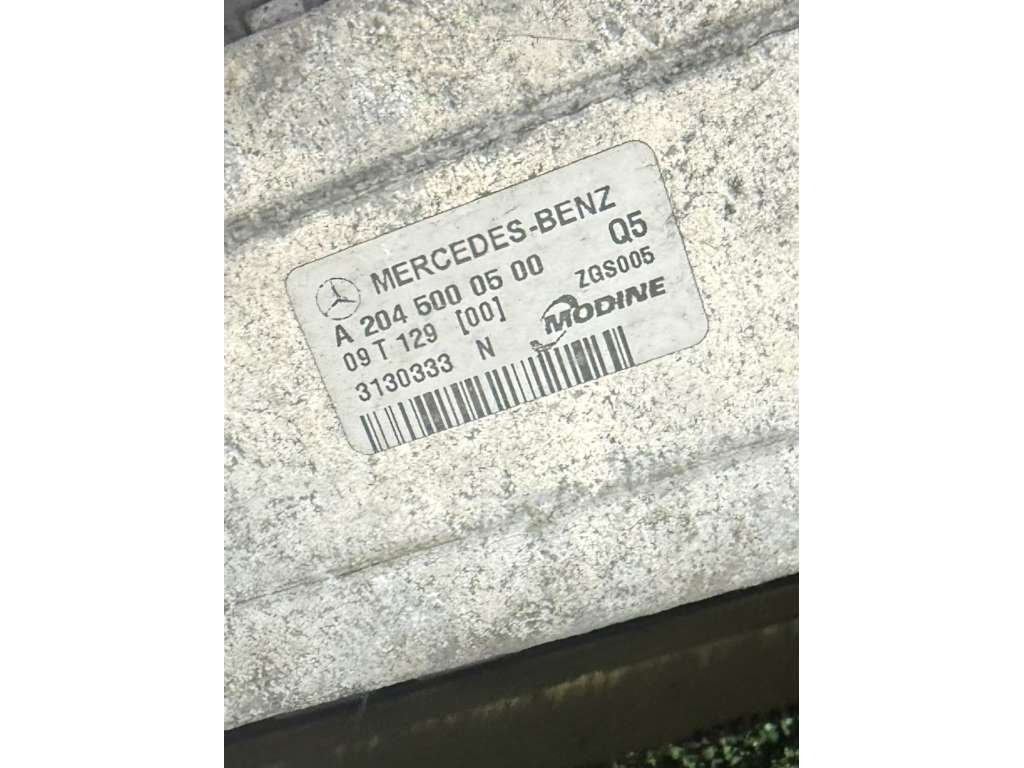 MERCEDES-BENZ
A 204 500 05 00 Q5
09 T 129 [00] ZGS005
3130333 N MODINE